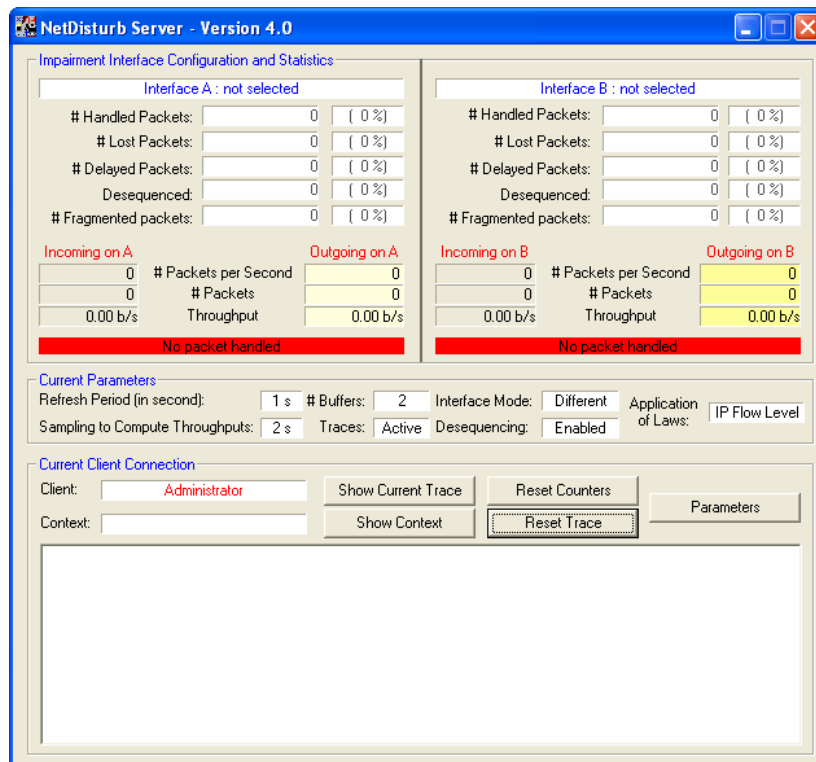 NetDisturb Server - Version 4.0
Impairment Interface Configuration and Statistics
Interface A : not selected
# Handled Packets: 0 ( 0 %)
# Lost Packets: 0 ( 0 %)
# Delayed Packets: 0 ( 0 %)
Desequenced: 0 ( 0 %)
# Fragmented packets: 0 ( 0 %)
Incoming on A Outgoing on A
0 # Packets per Second 0
0 # Packets 0
0.00 b/s Throughput 0.00 b/s
No packet handled
Interface B : not selected
# Handled Packets: 0 ( 0 %)
# Lost Packets: 0 ( 0 %)
# Delayed Packets: 0 ( 0 %)
Desequenced: 0 ( 0 %)
# Fragmented packets: 0 ( 0 %)
Incoming on B Outgoing on B
0 # Packets per Second 0
0 # Packets 0
0.00 b/s Throughput 0.00 b/s
No packet handled
Current Parameters
Refresh Period (in second): 1 s # Buffers: 2 Interface Mode: Different
Sampling to Compute Throughputs: 2 s Traces: Active Desequencing: Enabled
Application
of Laws: IP Flow Level
Current Client Connection
Client: Administrator Show Current Trace Reset Counters
Context: Show Context Reset Trace
Parameters